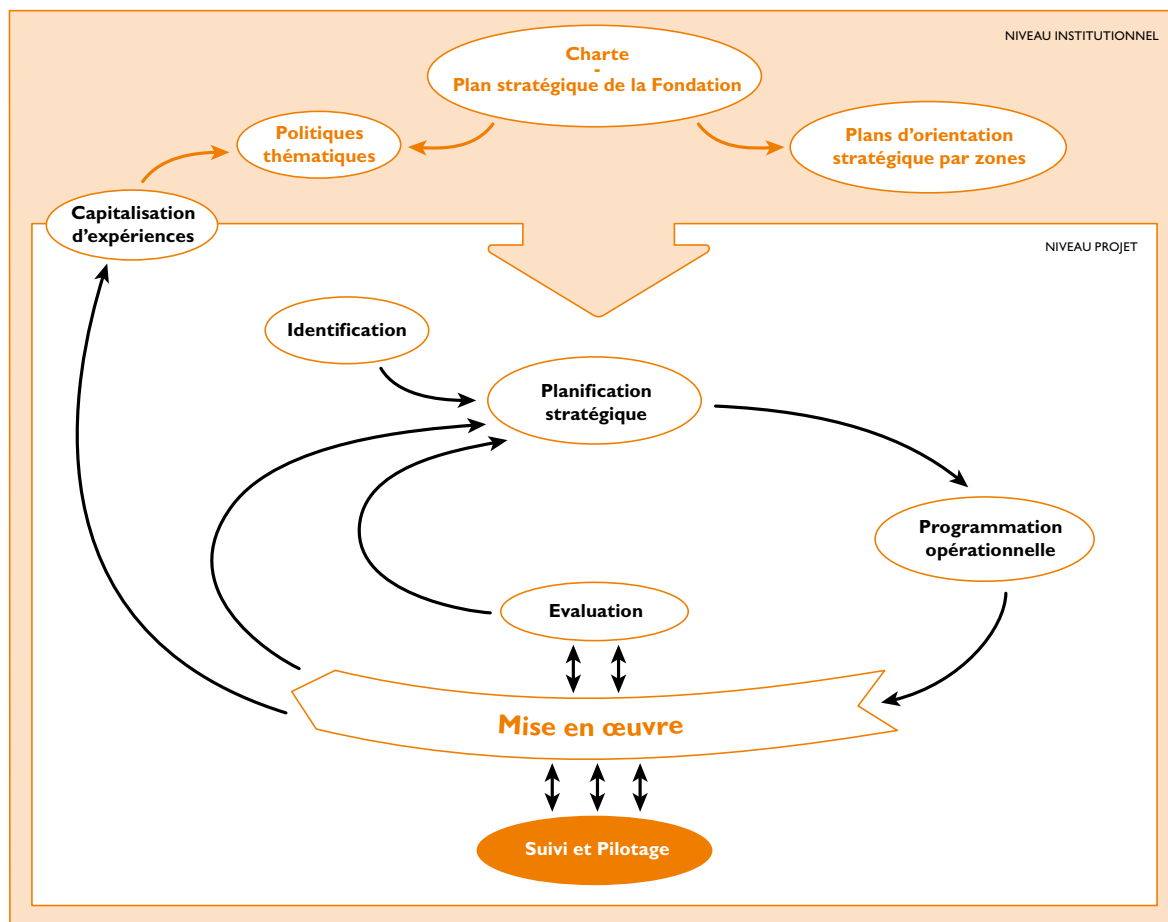 NIVEAU INSTITUTIONNEL
Charte
-
Plan stratégique de la Fondation
Politiques
thématiques
Plans d’orientation
stratégique par zones
Capitalisation
d’expériences
NIVEAU PROJET
Identification
Planification
stratégique
Programmation
opérationnelle
Evaluation
Mise en œuvre
Suivi et Pilotage